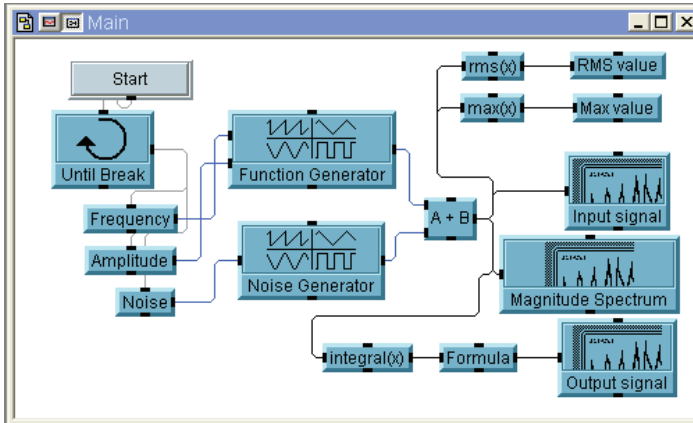 Main
Start
Until Break
Frequency
Amplitude
Noise
Function Generator
Noise Generator
A + B
rms(x)
RMS value
max(x)
Max value
Input signal
Magnitude Spectrum
integral(x)
Formula
Output signal